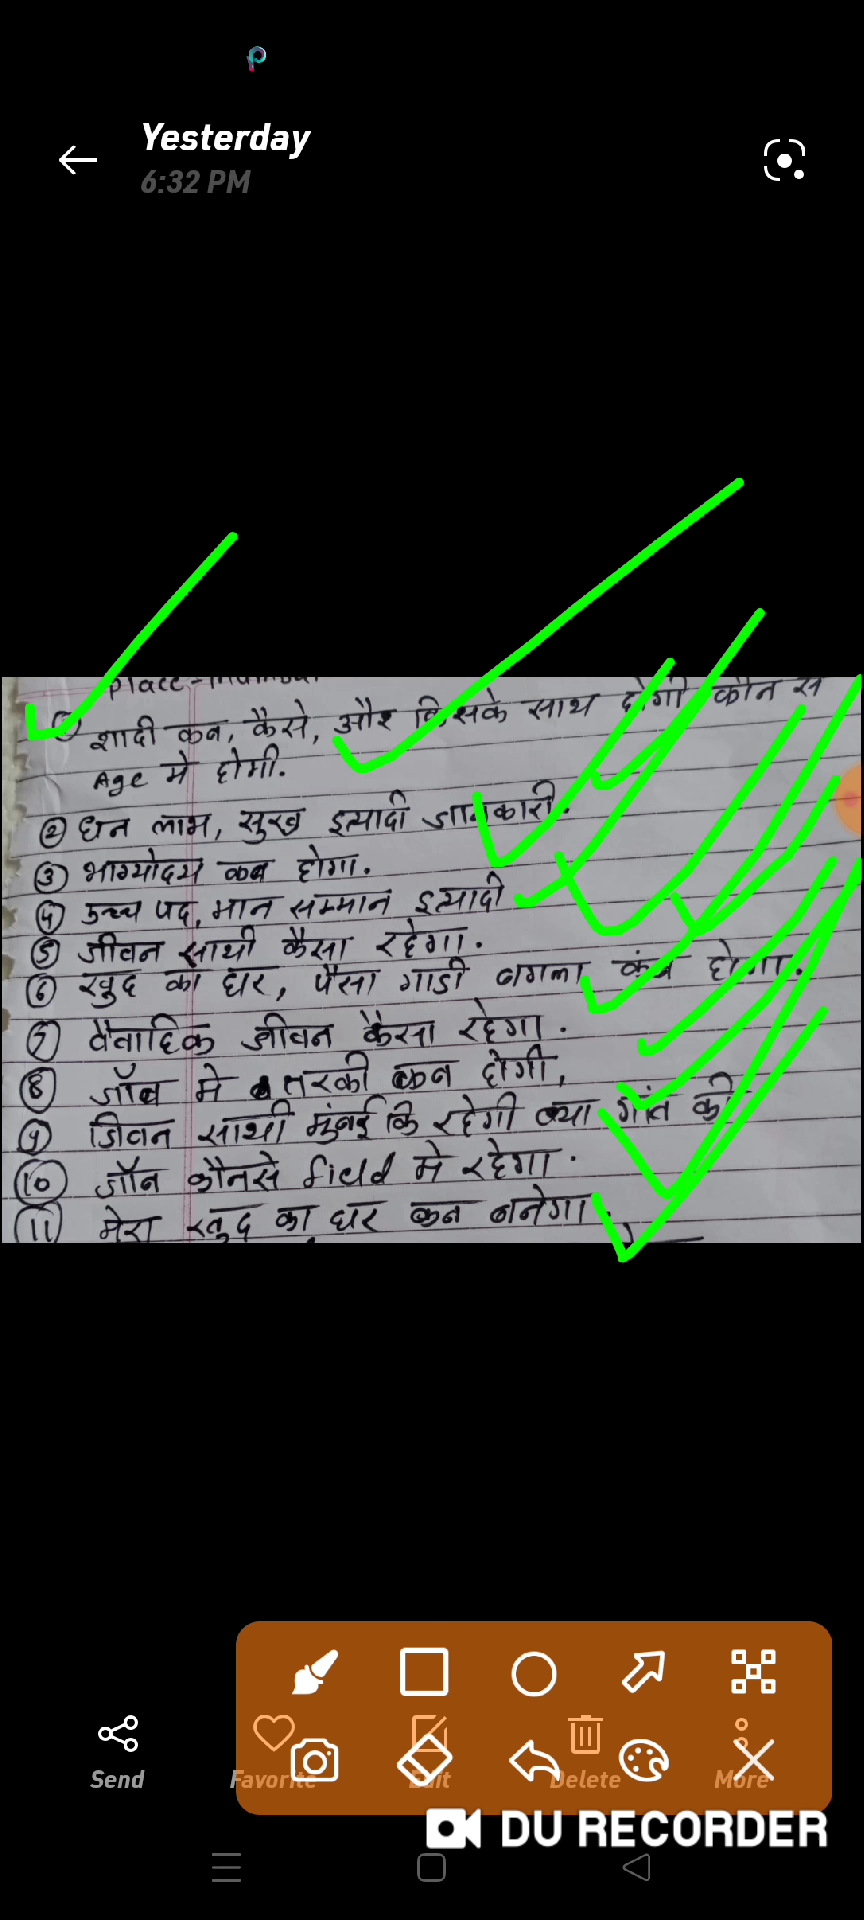 Yesterday
6:32 PM
Place -
① शादी कब, कैसे, और किसके साथ होगी कौन से
Age मे होगी.
② धन लाभ, सुख इत्यादी जानकारी.
③ भाग्योदय कब होगा.
④ उच्च पद, मान सम्मान इत्यादी
⑤ जीवन साथी कैसा रहेगा.
⑥ खुद का घर, पैसा गाडी बगला कब होगा.
⑦ वैवाहिक जीवन कैसा रहेगा.
⑧ जॉब मे तरकी कब होगी,
⑨ जिवन साथी मुंबई कि रहेगी क्या गांव की
⑩ जॉब कौनसे field मे रहेगा.
⑪ मेरा खुद का घर कब बनेगा.
Send Favorite Edit Delete More
DU RECORDER